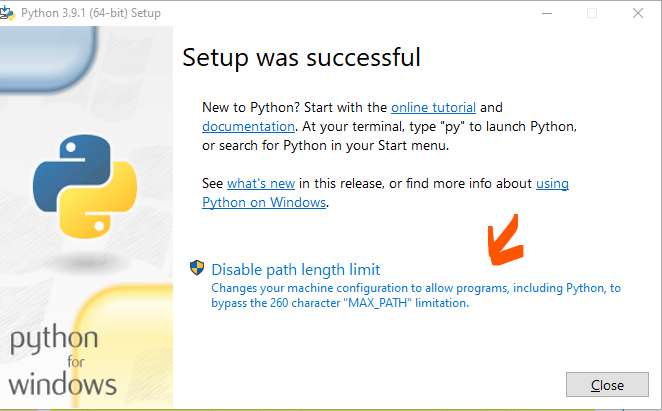 Python 3.9.1 (64-bit) Setup
Setup was successful
New to Python? Start with the online tutorial and
documentation. At your terminal, type "py" to launch Python,
or search for Python in your Start menu.
See what's new in this release, or find more info about using
Python on Windows.
Disable path length limit
Changes your machine configuration to allow programs, including Python, to
bypass the 260 character "MAX_PATH" limitation.
python
for
windows
Close